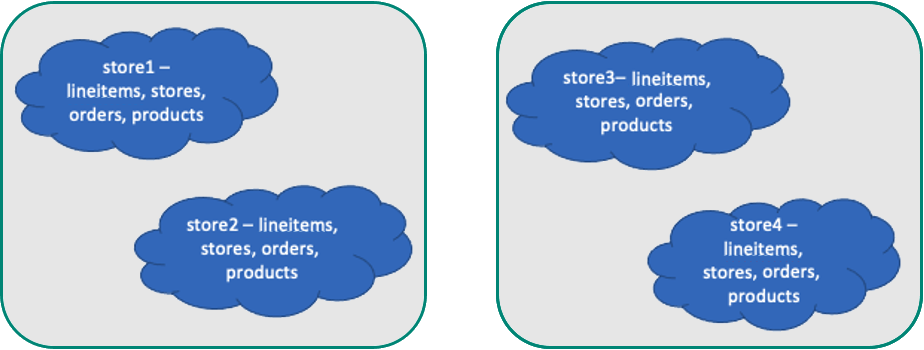 store1 –
lineitems, stores,
orders, products
store2 – lineitems,
stores, orders,
products
store3– lineitems,
stores, orders,
products
store4 –
lineitems,
stores, orders,
products